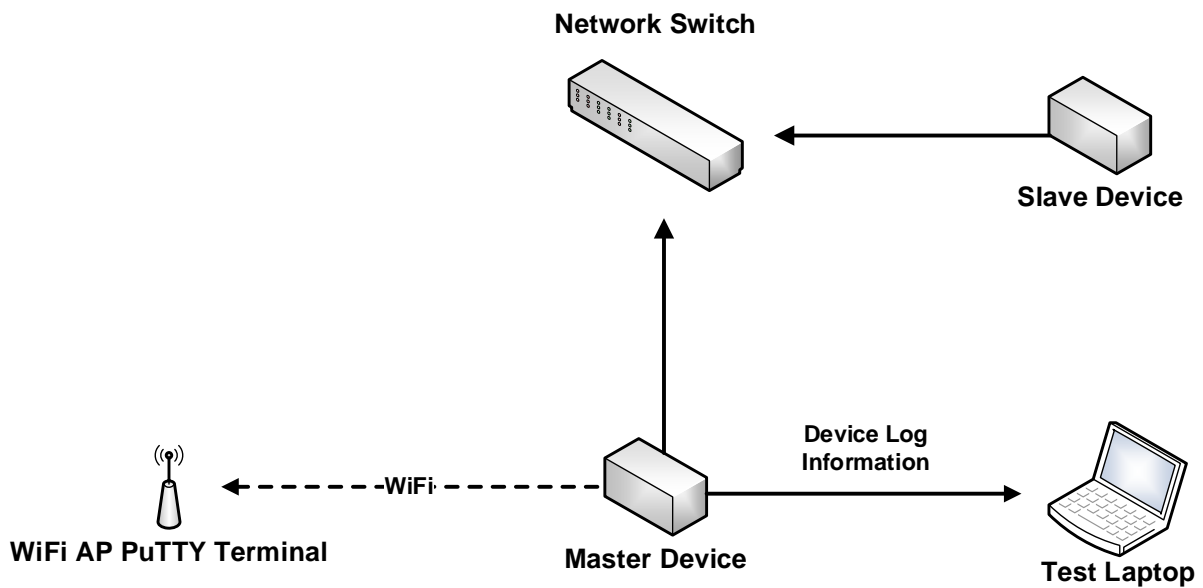 Network Switch
Slave Device
Device Log
Information
WiFi
WiFi AP PuTTY Terminal
Master Device
Test Laptop